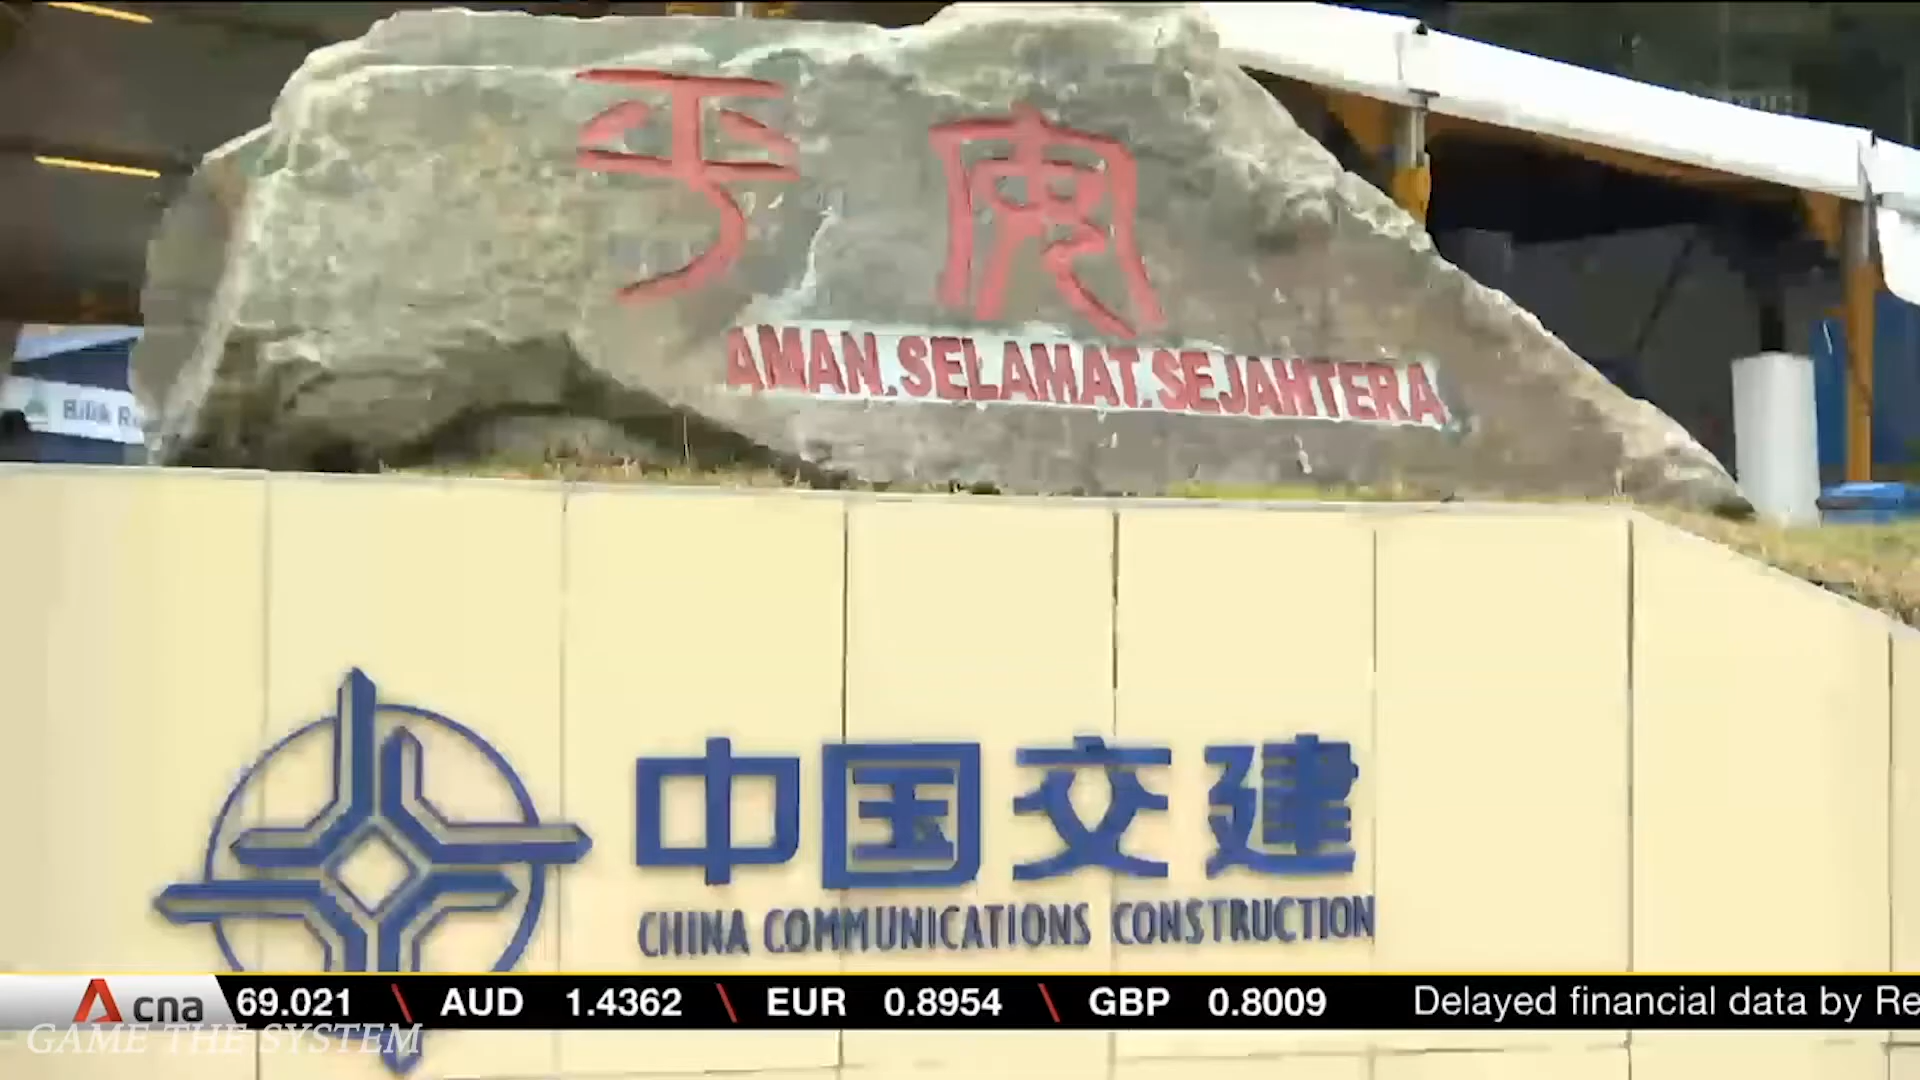 平安
AMAN.SELAMAT.SEJAHTERA
Bilik
中国交建
CHINA COMMUNICATIONS CONSTRUCTION
cna 69.021 \ AUD 1.4362 \ EUR 0.8954 \ GBP 0.8009 Delayed financial data by
GAME THE SYSTEM